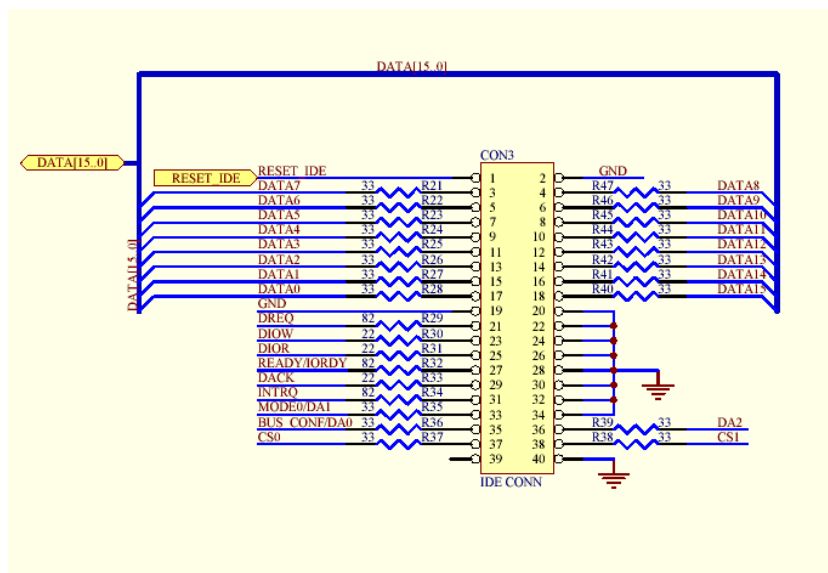 DATA[15..0]
DATA[15..0]
CON3
RESET_IDE RESET_IDE 1 2 GND
DATA7 33 R21 3 4 R47 33 DATA8
DATA6 33 R22 5 6 R46 33 DATA9
DATA5 33 R23 7 8 R45 33 DATA10
DATA4 33 R24 9 10 R44 33 DATA11
DATA3 33 R25 11 12 R43 33 DATA12
DATA2 33 R26 13 14 R42 33 DATA13
DATA1 33 R27 15 16 R41 33 DATA14
DATA0 33 R28 17 18 R40 33 DATA15
DATA[15..0]
GND 19 20
DREQ 82 R29 21 22
DIOW 22 R30 23 24
DIOR 22 R31 25 26
READY/IORDY 82 R32 27 28
DACK 22 R33 29 30
INTRQ 82 R34 31 32
MODE0/DA1 33 R35 33 34
BUS_CONF/DA0 33 R36 35 36 R39 33 DA2
CS0 33 R37 37 38 R38 33 CS1
39 40
IDE CONN